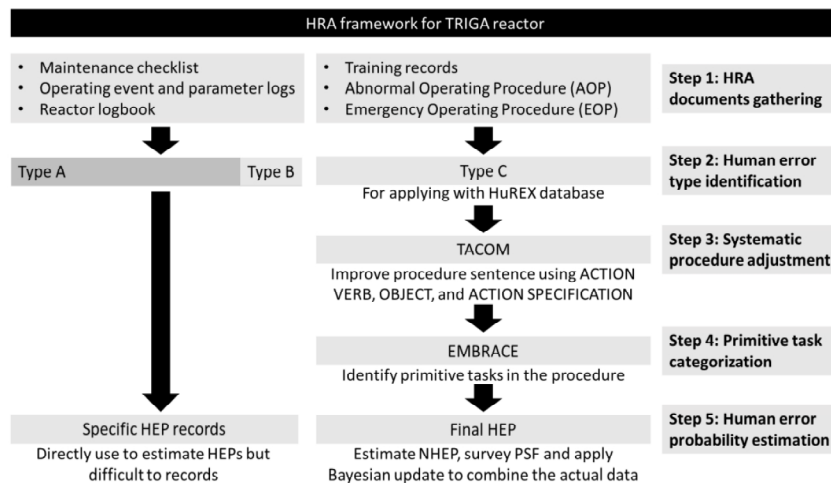 HRA framework for TRIGA reactor
• Maintenance checklist
• Operating event and parameter logs
• Reactor logbook
• Training records
• Abnormal Operating Procedure (AOP)
• Emergency Operating Procedure (EOP)
Step 1: HRA
documents gathering
Type A
Type B
Type C
For applying with HuREX database
Step 2: Human error
type identification
TACOM
Improve procedure sentence using ACTION
VERB, OBJECT, and ACTION SPECIFICATION
Step 3: Systematic
procedure adjustment
EMBRACE
Identify primitive tasks in the procedure
Step 4: Primitive task
categorization
Specific HEP records
Directly use to estimate HEPs but
difficult to records
Final HEP
Estimate NHEP, survey PSF and apply
Bayesian update to combine the actual data
Step 5: Human error
probability estimation